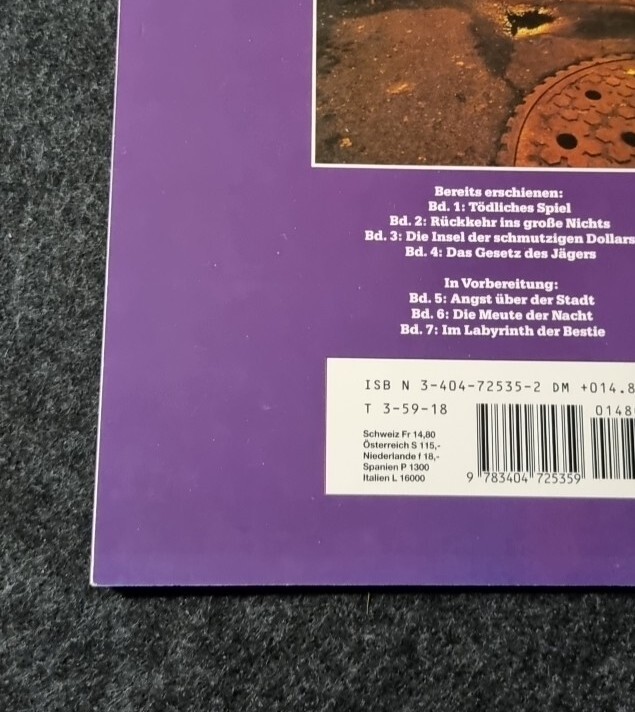 Bereits erschienen:
Bd. 1: Tödliches Spiel
Bd. 2: Rückkehr ins große Nichts
Bd. 3: Die Insel der schmutzigen Dollars
Bd. 4: Das Gesetz des Jägers
In Vorbereitung:
Bd. 5: Angst über der Stadt
Bd. 6: Die Meute der Nacht
Bd. 7: Im Labyrinth der Bestie
ISB N 3-404-72535-2 DM +014.8
T 3-59-18
0148
Schweiz Fr 14,80
Österreich S 115,-
Niederlande f 18,-
Spanien P 1300
Italien L 16000
9 783404 725359